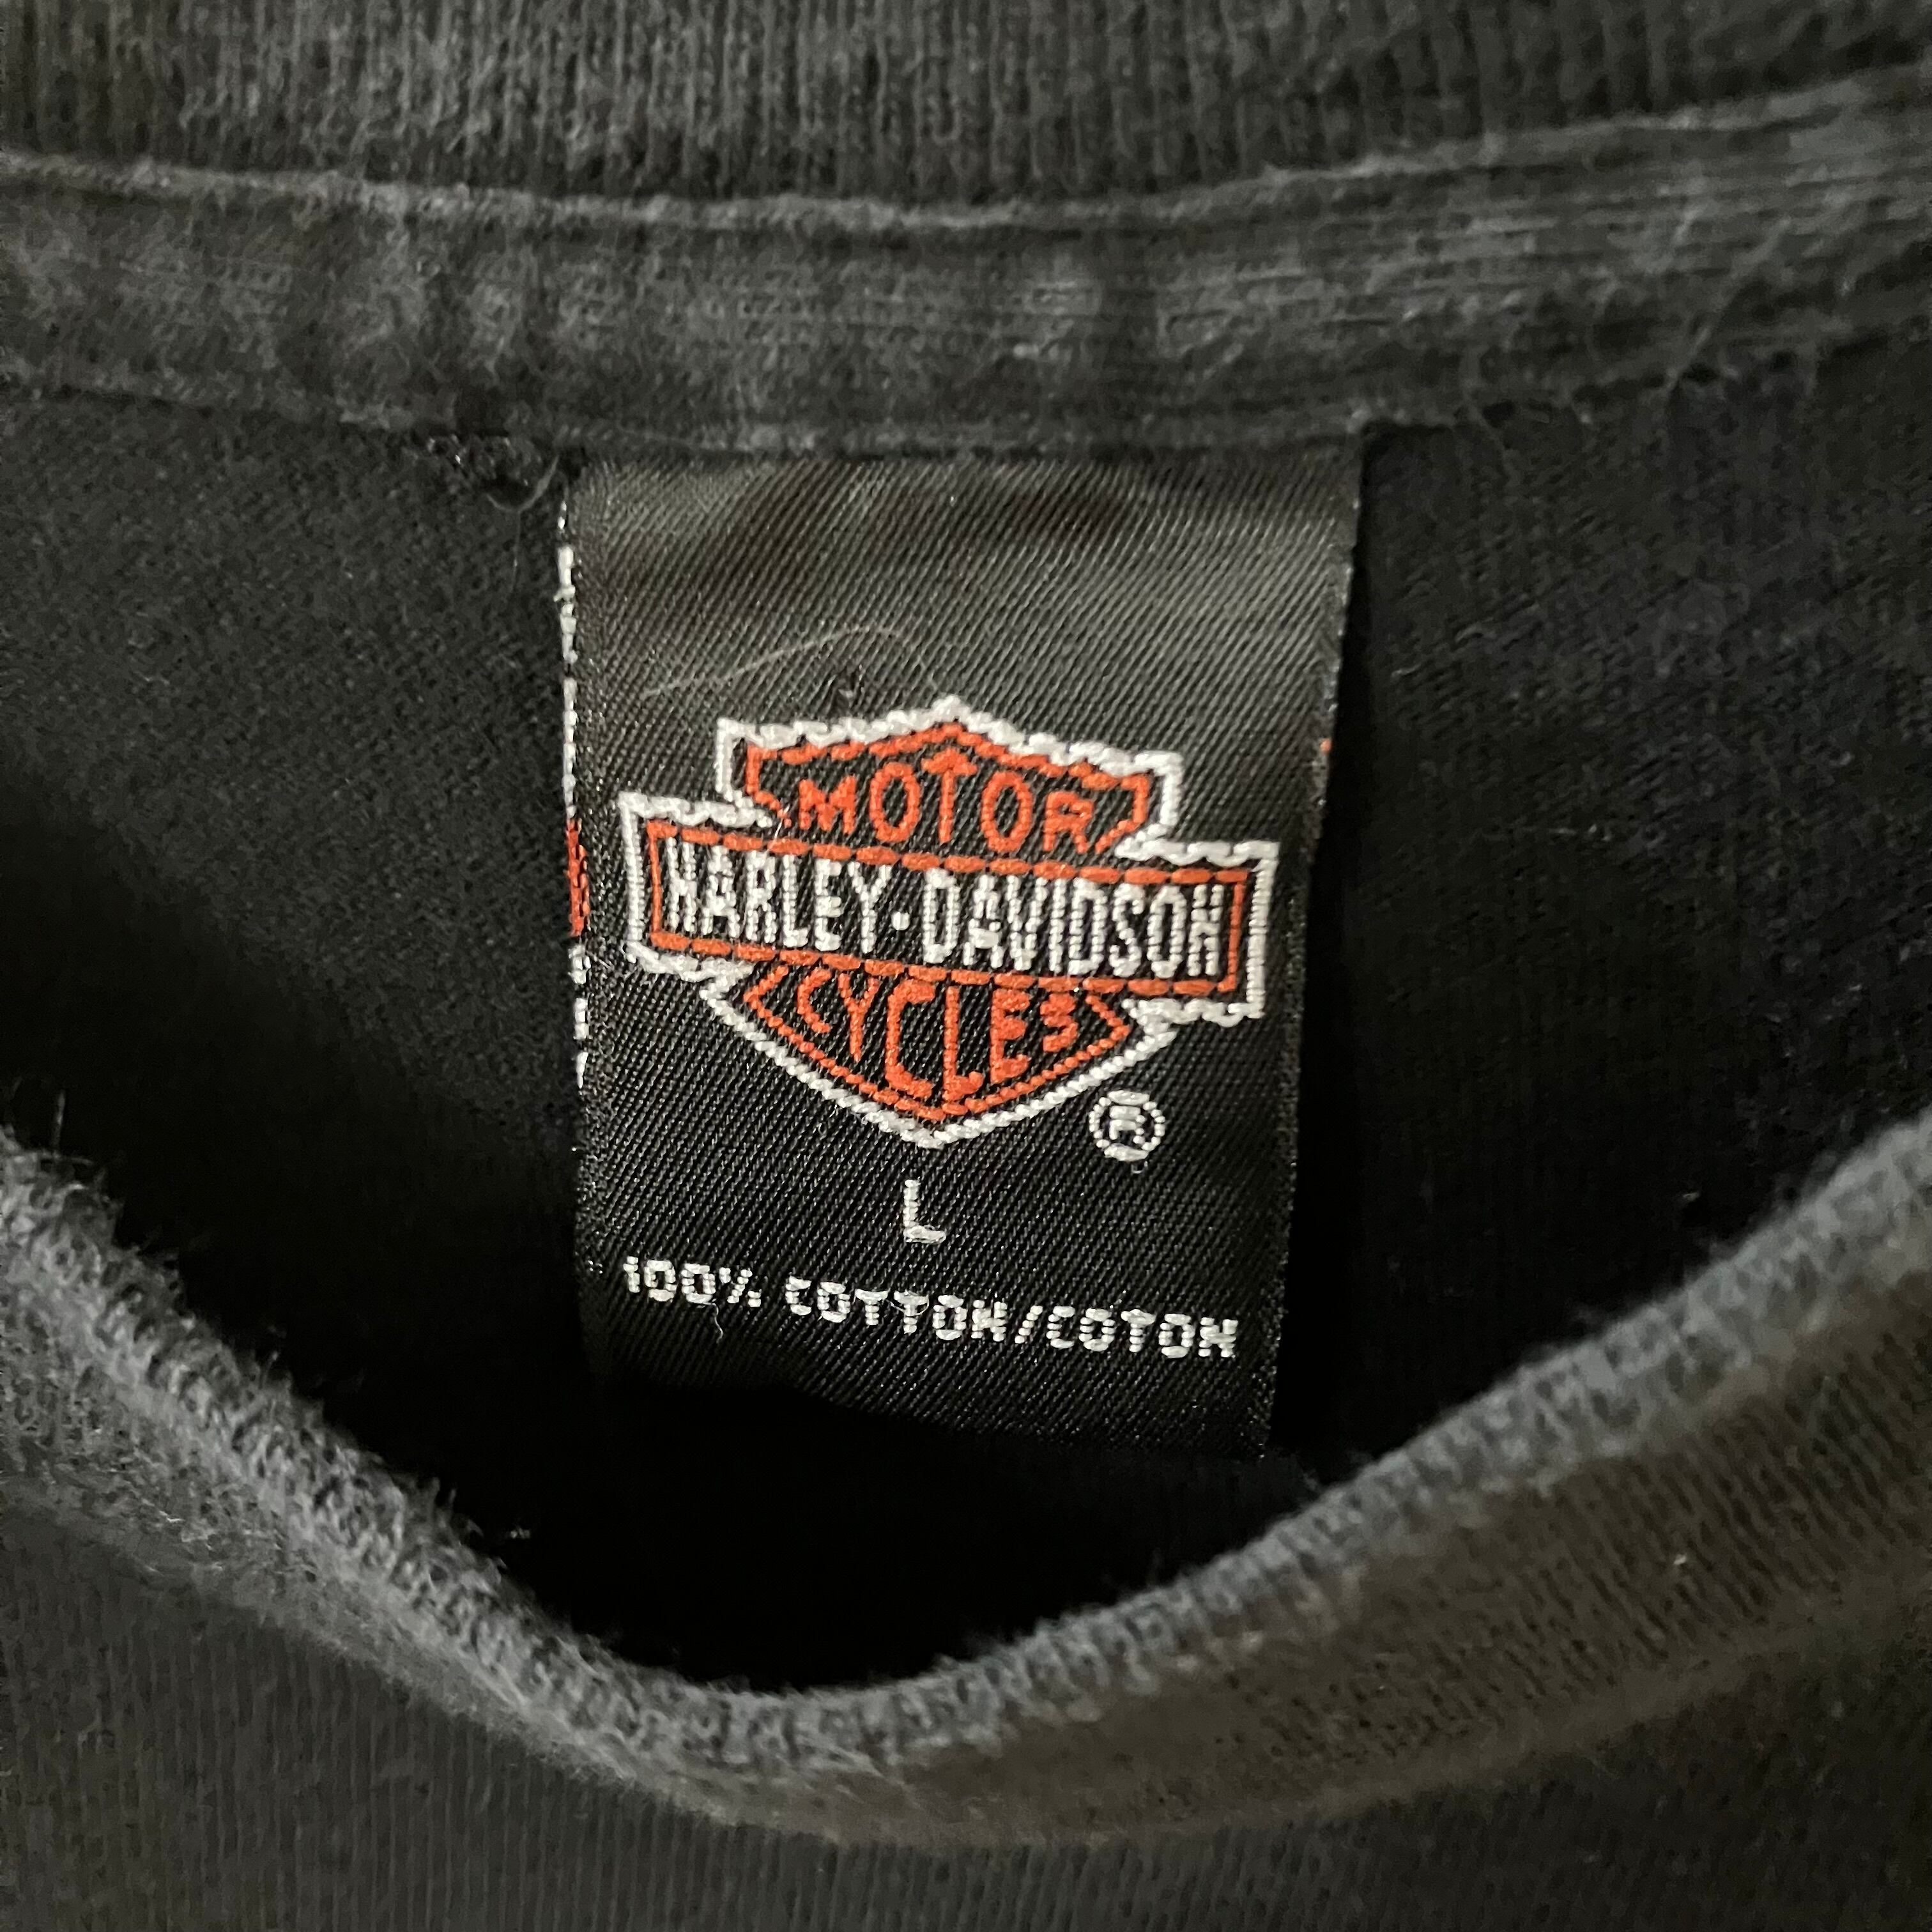 MOTOR
HARLEY-DAVIDSON
CYCLES
®
L
100% COTTON/COTON